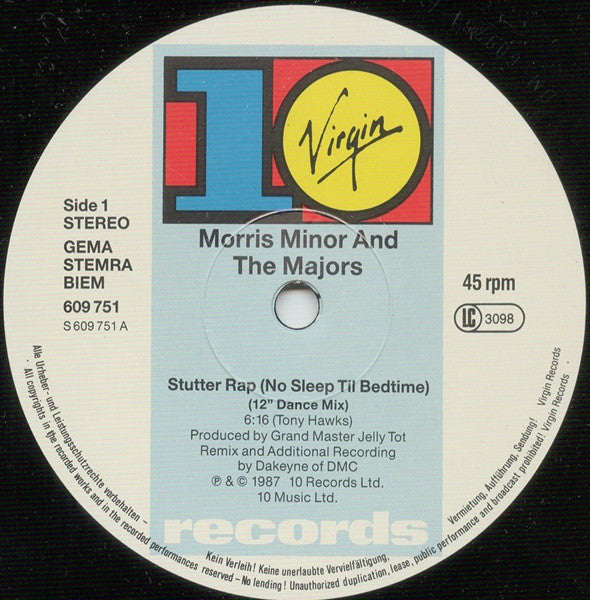 10
Virgin
Side 1
STEREO
GEMA
STEMRA
BIEM
609 751
S 609 751 A
Morris Minor And
The Majors
45 rpm
LC 3098
Stutter Rap (No Sleep Til Bedtime)
(12” Dance Mix)
6:16 (Tony Hawks)
Produced by Grand Master Jelly Tot
Remix and Additional Recording
by Dakeyne of DMC
℗ & © 1987 10 Records Ltd.
10 Music Ltd.
records
Alle Urheber- und Leistungsschutzrechte vorbehalten – Kein Verleih! Keine unerlaubte Vervielfältigung, Vermietung, Aufführung, Sendung! Virgin Records
All copyrights in the recorded works and in the recorded performances reserved – No lending! Unauthorized duplication, lease, public performance and broadcast prohibited! Virgin Records